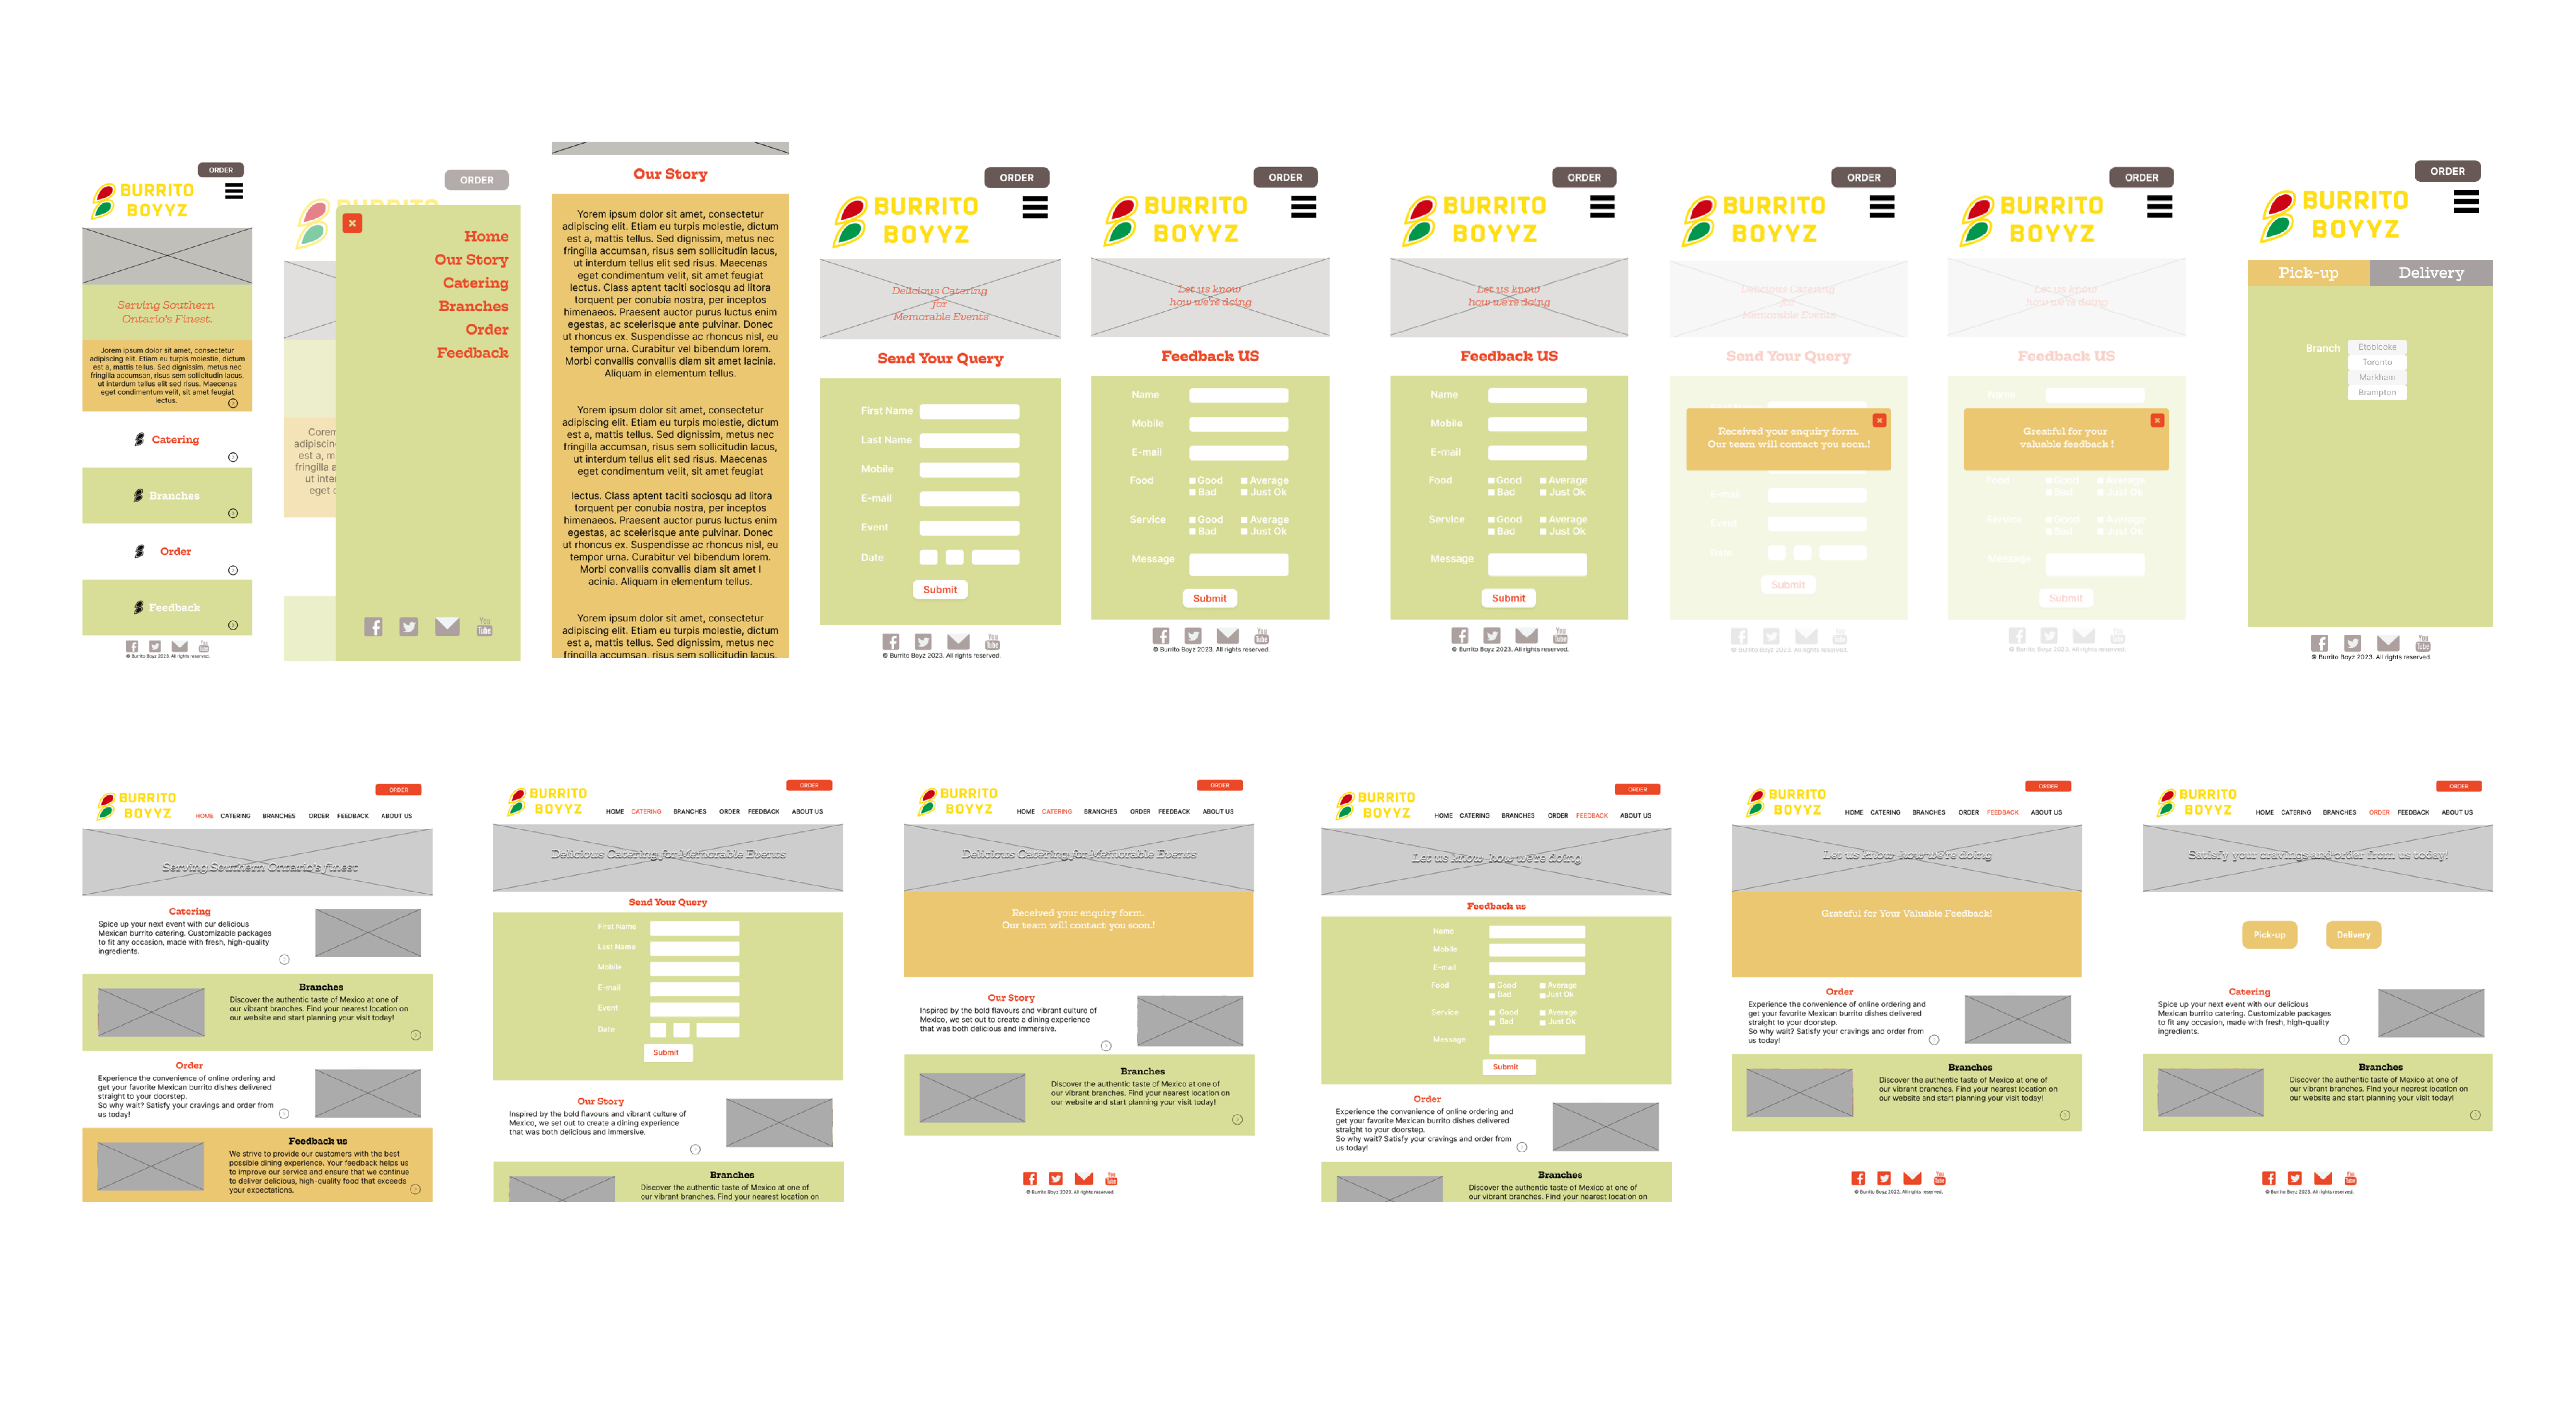 ORDER
BURRITO
BOYYZ
Serving Southern
Ontario's Finest.
Jorem ipsum dolor sit amet, consectetur
adipiscing elit. Etiam eu turpis molestie, dictum
est a, mattis tellus. Sed dignissim, metus nec
fringilla accumsan, risus sem sollicitudin lacus,
ut interdum tellus elit sed risus. Maecenas
eget condimentum velit, sit amet feugiat
lectus.
Catering
Branches
Order
Feedback
You
Tube
© Burrito Boyz 2023. All rights reserved.
ORDER
BURRITO
Home
Our Story
Catering
Branches
Order
Feedback
Corem
adipiscin
est a, m
fringilla a
ut inter
eget c
You
Tube
Our Story
Yorem ipsum dolor sit amet, consectetur
adipiscing elit. Etiam eu turpis molestie, dictum
est a, mattis tellus. Sed dignissim, metus nec
fringilla accumsan, risus sem sollicitudin lacus,
ut interdum tellus elit sed risus. Maecenas
eget condimentum velit, sit amet feugiat
lectus. Class aptent taciti sociosqu ad litora
torquent per conubia nostra, per inceptos
himenaeos. Praesent auctor purus luctus enim
egestas, ac scelerisque ante pulvinar. Donec
ut rhoncus ex. Suspendisse ac rhoncus nisl, eu
tempor urna. Curabitur vel bibendum lorem.
Morbi convallis convallis diam sit amet lacinia.
Aliquam in elementum tellus.
Yorem ipsum dolor sit amet, consectetur
adipiscing elit. Etiam eu turpis molestie, dictum
est a, mattis tellus. Sed dignissim, metus nec
fringilla accumsan, risus sem sollicitudin lacus,
ut interdum tellus elit sed risus. Maecenas
eget condimentum velit, sit amet feugiat
lectus. Class aptent taciti sociosqu ad litora
torquent per conubia nostra, per inceptos
himenaeos. Praesent auctor purus luctus enim
egestas, ac scelerisque ante pulvinar. Donec
ut rhoncus ex. Suspendisse ac rhoncus nisl, eu
tempor urna. Curabitur vel bibendum lorem.
Morbi convallis convallis diam sit amet l
acinia. Aliquam in elementum tellus.
Yorem ipsum dolor sit amet, consectetur
adipiscing elit. Etiam eu turpis molestie, dictum
est a, mattis tellus. Sed dignissim, metus nec
fringilla accumsan, risus sem sollicitudin lacus,
ORDER
BURRITO
BOYYZ
Delicious Catering
for
Memorable Events
Send Your Query
First Name
Last Name
Mobile
E-mail
Event
Date
Submit
You
Tube
© Burrito Boyz 2023. All rights reserved.
ORDER
BURRITO
BOYYZ
Let us know
how we're doing
Feedback US
Name
Mobile
E-mail
Food Good Average
Bad Just Ok
Service Good Average
Bad Just Ok
Message
Submit
You
Tube
© Burrito Boyz 2023. All rights reserved.
ORDER
BURRITO
BOYYZ
Let us know
how we're doing
Feedback US
Name
Mobile
E-mail
Food Good Average
Bad Just Ok
Service Good Average
Bad Just Ok
Message
Submit
You
Tube
© Burrito Boyz 2023. All rights reserved.
ORDER
BURRITO
BOYYZ
Delicious Catering
for
Memorable Events
Send Your Query
Received your enquiry form.
Our team will contact you soon.!
E-mail
Event
Date
Submit
You
Tube
© Burrito Boyz 2023. All rights reserved.
ORDER
BURRITO
BOYYZ
Let us know
how we're doing
Feedback US
Name
Greatful for your
valuable feedback !
Food Good Average
Bad Just Ok
Service Good Average
Bad Just Ok
Message
Submit
You
Tube
© Burrito Boyz 2023. All rights reserved.
ORDER
BURRITO
BOYYZ
Pick-up Delivery
Branch Etobicoke
Toronto
Markham
Brampton
You
Tube
© Burrito Boyz 2023. All rights reserved.
ORDER
BURRITO
BOYYZ
HOME CATERING BRANCHES ORDER FEEDBACK ABOUT US
Serving Southern Ontario's finest
Catering
Spice up your next event with our delicious
Mexican burrito catering. Customizable packages
to fit any occasion, made with fresh, high-quality
ingredients.
Branches
Discover the authentic taste of Mexico at one of
our vibrant branches. Find your nearest location on
our website and start planning your visit today!
Order
Experience the convenience of online ordering and
get your favorite Mexican burrito dishes delivered
straight to your doorstep.
So why wait? Satisfy your cravings and order from
us today!
Feedback us
We strive to provide our customers with the best
possible dining experience. Your feedback helps us
to improve our service and ensure that we continue
to deliver delicious, high-quality food that exceeds
your expectations.
ORDER
BURRITO
BOYYZ
HOME CATERING BRANCHES ORDER FEEDBACK ABOUT US
Delicious Catering for Memorable Events
Send Your Query
First Name
Last Name
Mobile
E-mail
Event
Date
Submit
Our Story
Inspired by the bold flavours and vibrant culture of
Mexico, we set out to create a dining experience
that was both delicious and immersive.
Branches
Discover the authentic taste of Mexico at one of
our vibrant branches. Find your nearest location on
ORDER
BURRITO
BOYYZ
HOME CATERING BRANCHES ORDER FEEDBACK ABOUT US
Delicious Catering for Memorable Events
Received your enquiry form.
Our team will contact you soon.!
Our Story
Inspired by the bold flavours and vibrant culture of
Mexico, we set out to create a dining experience
that was both delicious and immersive.
Branches
Discover the authentic taste of Mexico at one of
our vibrant branches. Find your nearest location on
our website and start planning your visit today!
You
Tube
© Burrito Boyz 2023. All rights reserved.
ORDER
BURRITO
BOYYZ
HOME CATERING BRANCHES ORDER FEEDBACK ABOUT US
Let us know how we're doing
Feedback us
Name
Mobile
E-mail
Food Good Average
Bad Just Ok
Service Good Average
Bad Just Ok
Message
Submit
Order
Experience the convenience of online ordering and
get your favorite Mexican burrito dishes delivered
straight to your doorstep.
So why wait? Satisfy your cravings and order from
us today!
Branches
Discover the authentic taste of Mexico at one of
our vibrant branches. Find your nearest location on
ORDER
BURRITO
BOYYZ
HOME CATERING BRANCHES ORDER FEEDBACK ABOUT US
Let us know how we're doing
Grateful for Your Valuable Feedback!
Order
Experience the convenience of online ordering and
get your favorite Mexican burrito dishes delivered
straight to your doorstep.
So why wait? Satisfy your cravings and order from
us today!
Branches
Discover the authentic taste of Mexico at one of
our vibrant branches. Find your nearest location on
our website and start planning your visit today!
You
Tube
© Burrito Boyz 2023. All rights reserved.
ORDER
BURRITO
BOYYZ
HOME CATERING BRANCHES ORDER FEEDBACK ABOUT US
Satisfy your cravings and order from us today!
Pick-up Delivery
Catering
Spice up your next event with our delicious
Mexican burrito catering. Customizable packages
to fit any occasion, made with fresh, high-quality
ingredients.
Branches
Discover the authentic taste of Mexico at one of
our vibrant branches. Find your nearest location on
our website and start planning your visit today!
You
Tube
© Burrito Boyz 2023. All rights reserved.